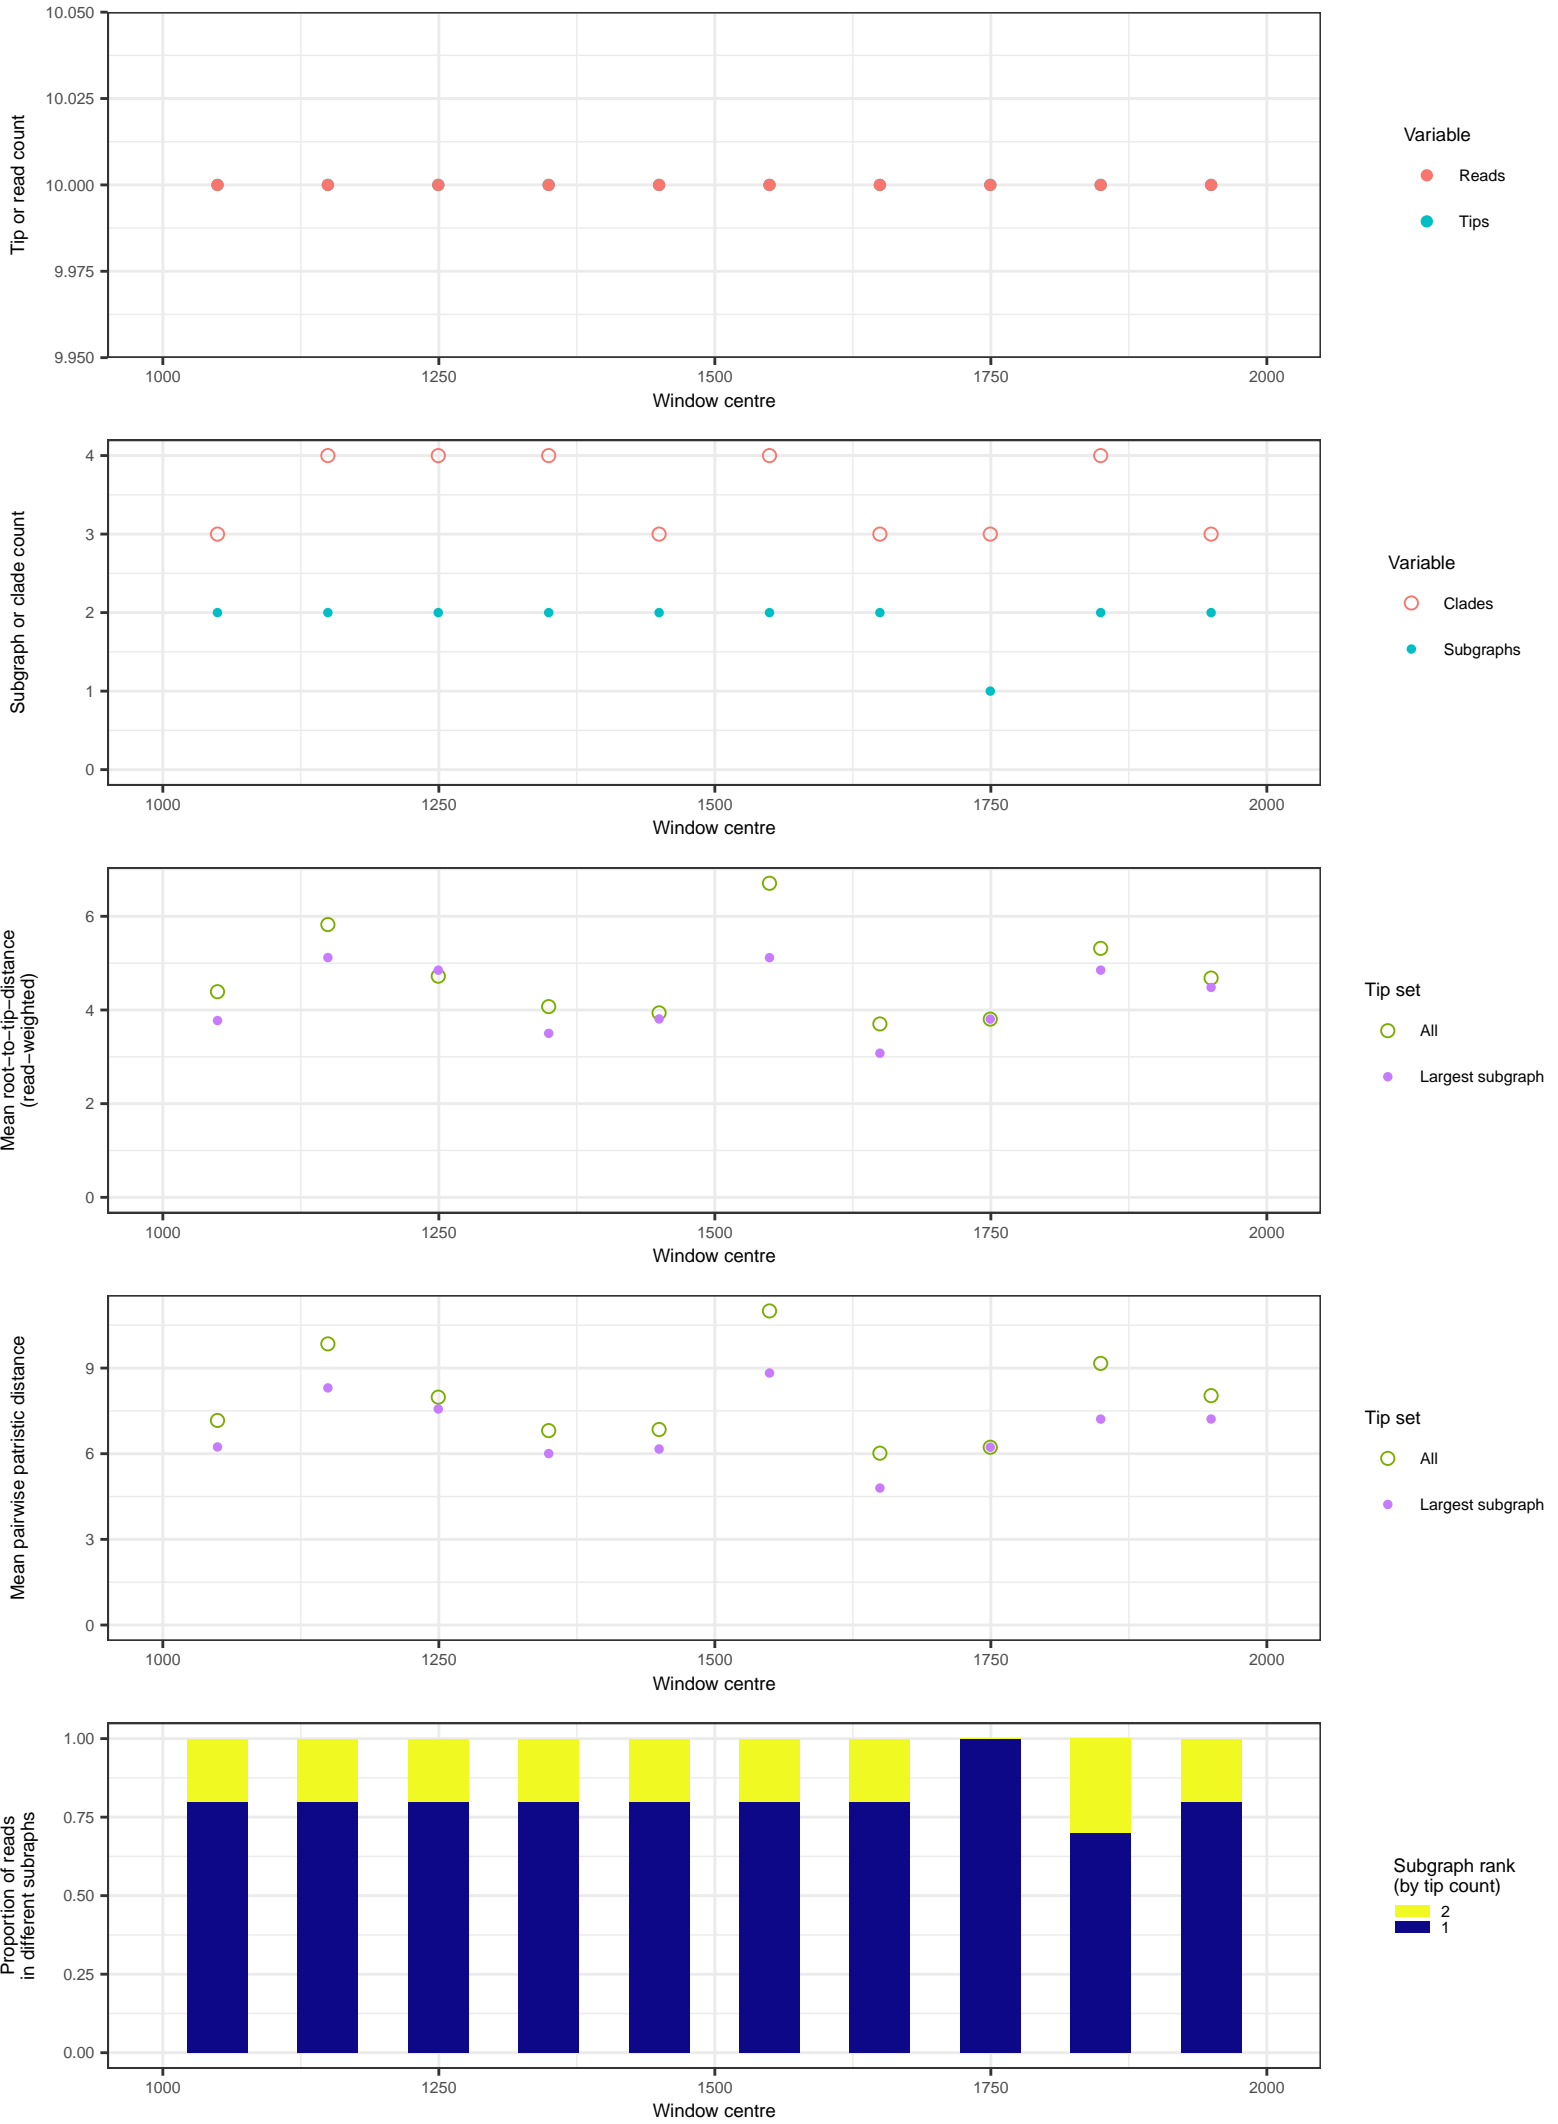 10.050
10.025
10.000
9.975
9.950
Tip or read count
1000 1250 1500 1750 2000
Window centre
Variable
Reads
Tips
4
3
2
1
0
Subgraph or clade count
1000 1250 1500 1750 2000
Window centre
Variable
Clades
Subgraphs
6
4
2
0
Mean root−to−tip−distance
(read−weighted)
1000 1250 1500 1750 2000
Window centre
Tip set
All
Largest subgraph
9
6
3
0
Mean pairwise patristic distance
1000 1250 1500 1750 2000
Window centre
Tip set
All
Largest subgraph
1.00
0.75
0.50
0.25
0.00
Proportion of reads
in different subraphs
1000 1250 1500 1750 2000
Window centre
Subgraph rank
(by tip count)
2
1